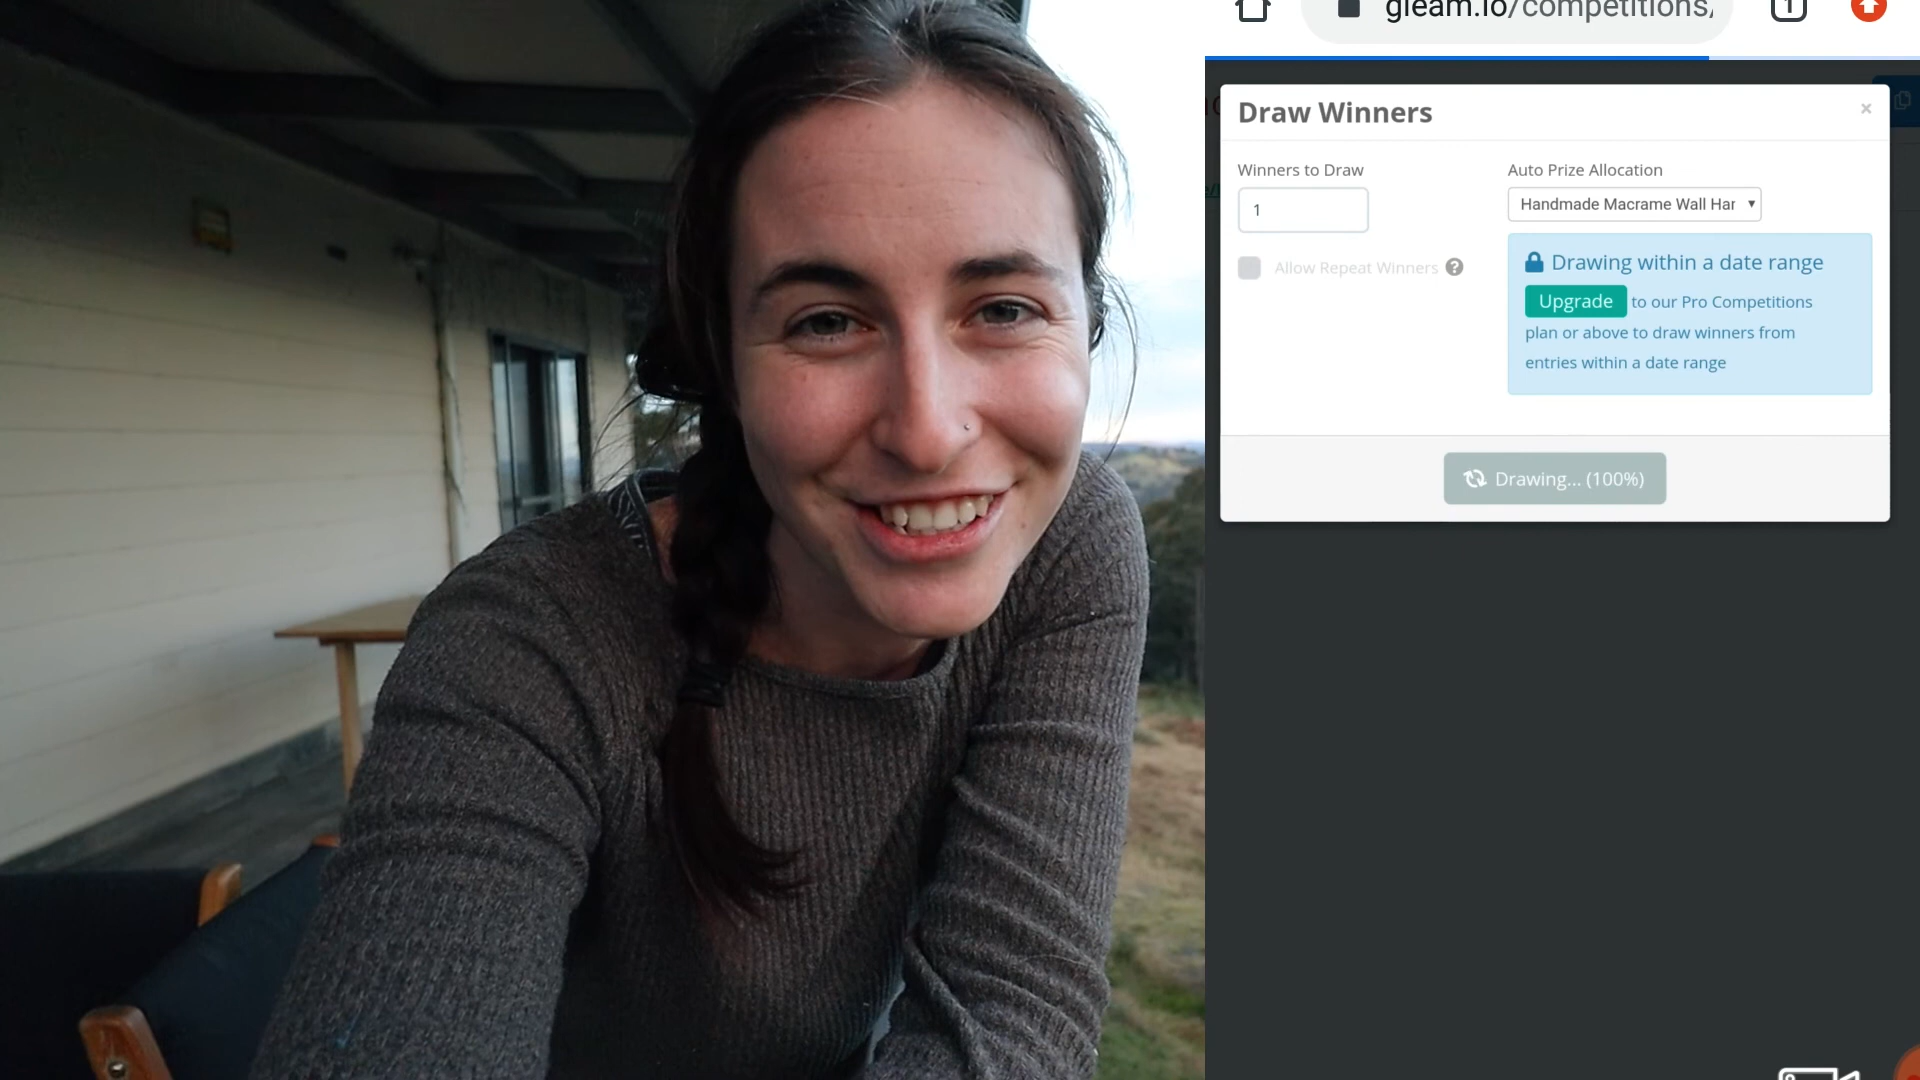 gleam.io/competitions/
1
Draw Winners
×
Winners to Draw
1
Allow Repeat Winners ?
Auto Prize Allocation
Handmade Macrame Wall Har
Drawing within a date range
Upgrade to our Pro Competitions
plan or above to draw winners from
entries within a date range
Drawing... (100%)